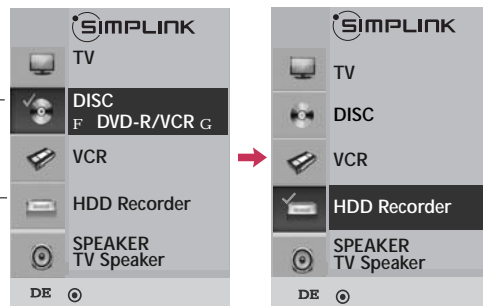 SIMPLINK
TV
DISC
F DVD-R/VCR G
VCR
HDD Recorder
SPEAKER
TV Speaker
DE
SIMPLINK
TV
DISC
VCR
HDD Recorder
SPEAKER
TV Speaker
DE